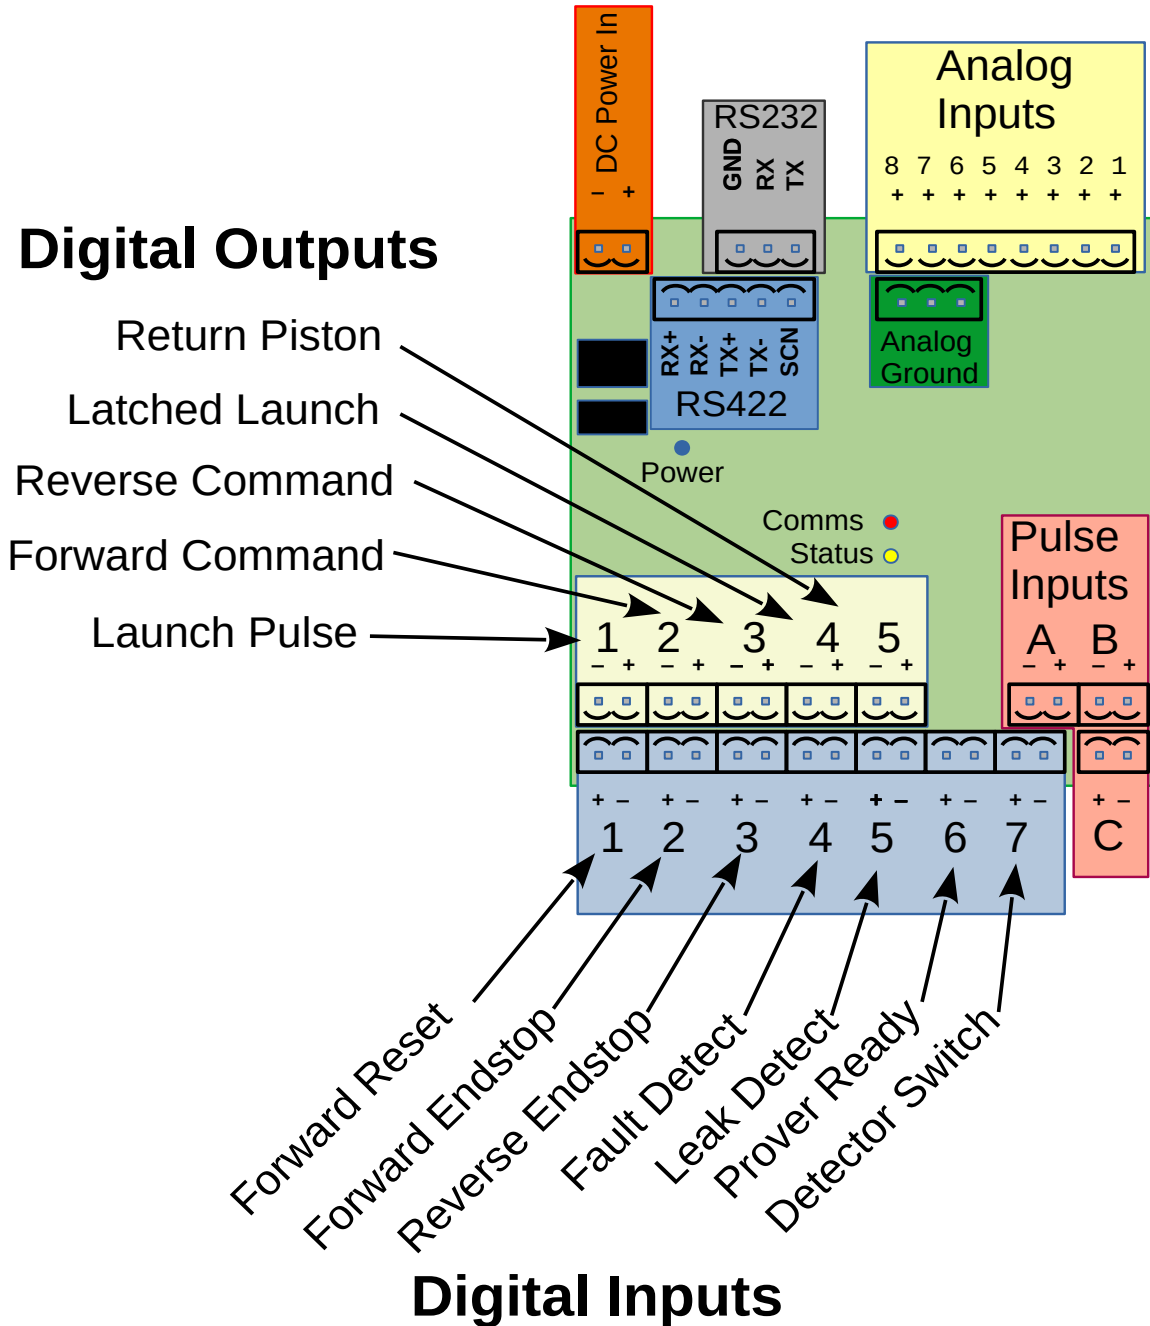 DC Power In
– +
RS232
GND
RX
TX
Analog
Inputs
8 7 6 5 4 3 2 1
+ + + + + + + +
Digital Outputs
Return Piston
Latched Launch
Reverse Command
Forward Command
Launch Pulse
RX+
RX-
TX+
TX-
SCN
RS422
Analog
Ground
Power
Comms
Status
Pulse
Inputs
1 2 3 4 5
– + – + – + – + – +
A B
– + – +
+ – + – + – + – + – + – + –
1 2 3 4 5 6 7
+ –
C
Forward Reset
Forward Endstop
Reverse Endstop
Fault Detect
Leak Detect
Prover Ready
Detector Switch
Digital Inputs